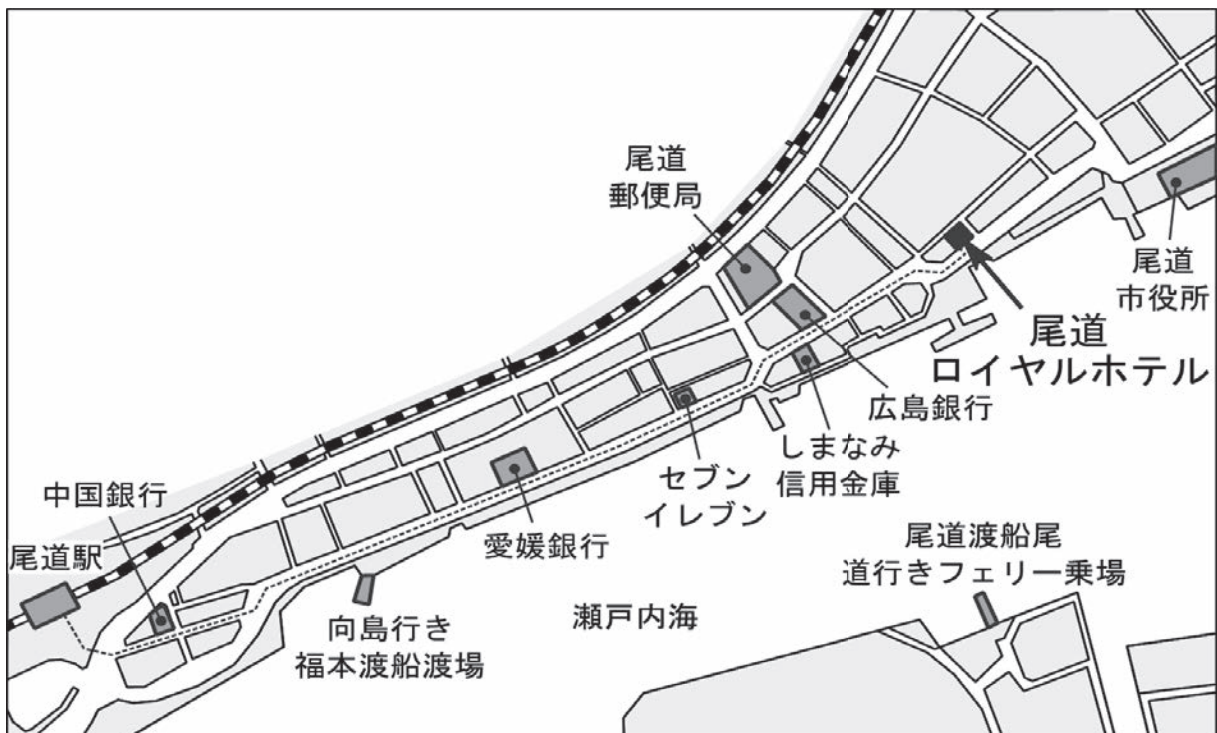 尾道
郵便局
尾道
市役所
尾道
ロイヤルホテル
広島銀行
しまなみ
信用金庫
セブン
イレブン
中国銀行
愛媛銀行
尾道駅
尾道渡船尾
道行きフェリー乗場
瀬戸内海
向島行き
福本渡船渡場